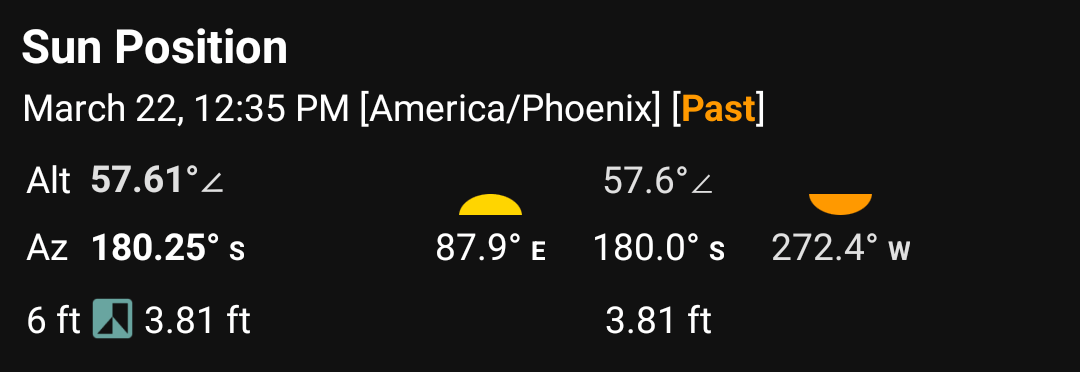 Sun Position
March 22, 12:35 PM [America/Phoenix] [Past]
Alt 57.61°∠ 57.6°∠
Az 180.25° S 87.9° E 180.0° S 272.4° W
6 ft 3.81 ft 3.81 ft